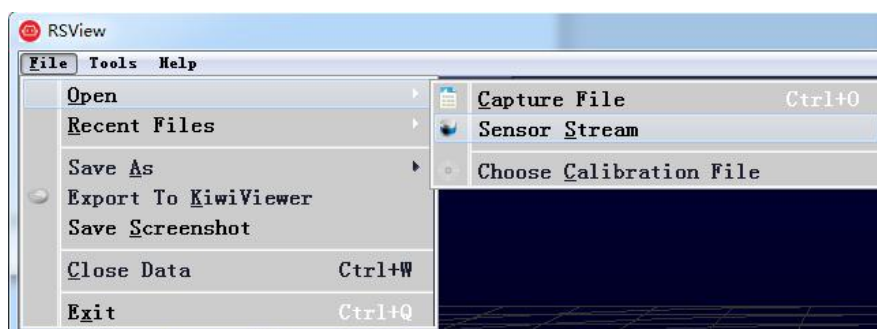 RSView
File Tools Help
Open
Recent Files
Save As
Export To KiwiViewer
Save Screenshot
Close Data Ctrl+W
Exit Ctrl+Q
Capture File Ctrl+O
Sensor Stream
Choose Calibration File